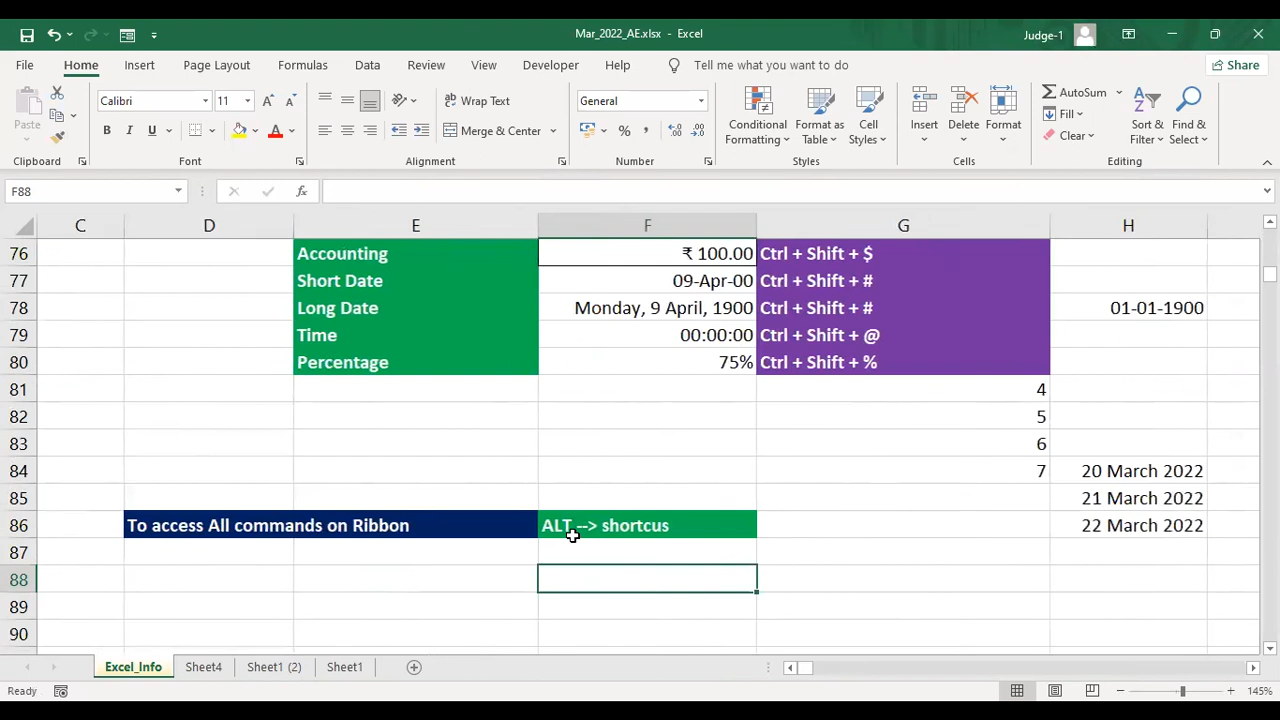 Mar_2022_AE.xlsx - Excel
Judge-1
File Home Insert Page Layout Formulas Data Review View Developer Help Tell me what you want to do Share
Paste
Calibri 11
B I U
Wrap Text
Merge & Center
General
%
Conditional Formatting
Format as Table
Cell Styles
Insert
Delete
Format
AutoSum
Fill
Clear
Sort & Filter
Find & Select
Clipboard Font Alignment Number Styles Cells Editing
F88 fx
C D E F G H
76 Accounting ₹ 100.00 Ctrl + Shift + $
77 Short Date 09-Apr-00 Ctrl + Shift + #
78 Long Date Monday, 9 April, 1900 Ctrl + Shift + # 01-01-1900
79 Time 00:00:00 Ctrl + Shift + @
80 Percentage 75% Ctrl + Shift + %
81 4
82 5
83 6
84 7 20 March 2022
85 21 March 2022
86 To access All commands on Ribbon ALT --> shortcus 22 March 2022
87
88
89
90
Excel_Info Sheet4 Sheet1 (2) Sheet1
Ready 145%